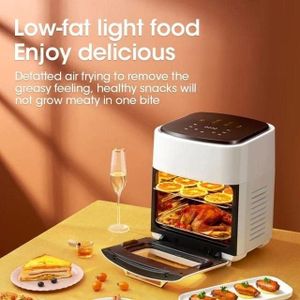 Low-fat light food
Enjoy delicious
Defatted air frying to remove the
greasy feeling, healthy snacks will
not grow meaty in one bite